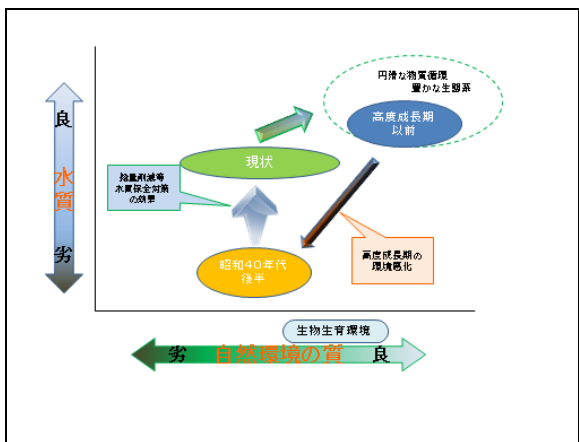 円滑な物質循環
豊かな生態系
高度成長期
以前
良
水質
劣
現状
総量削減等
水質保全対策
の効果
昭和40年代
後半
高度成長期の
環境悪化
生物生育環境
劣 自然環境の質 良